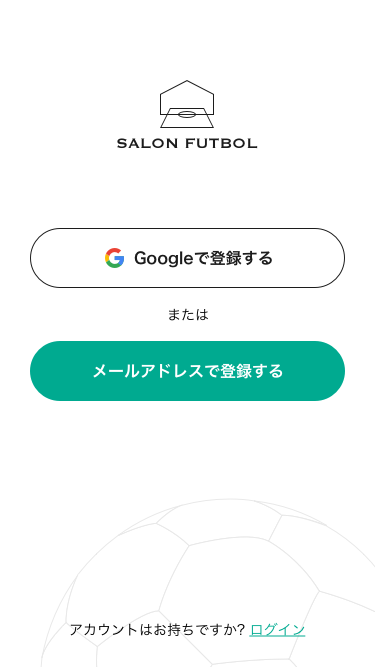 SALON FUTBOL
Googleで登録する
または
メールアドレスで登録する
アカウントはお持ちですか? ログイン